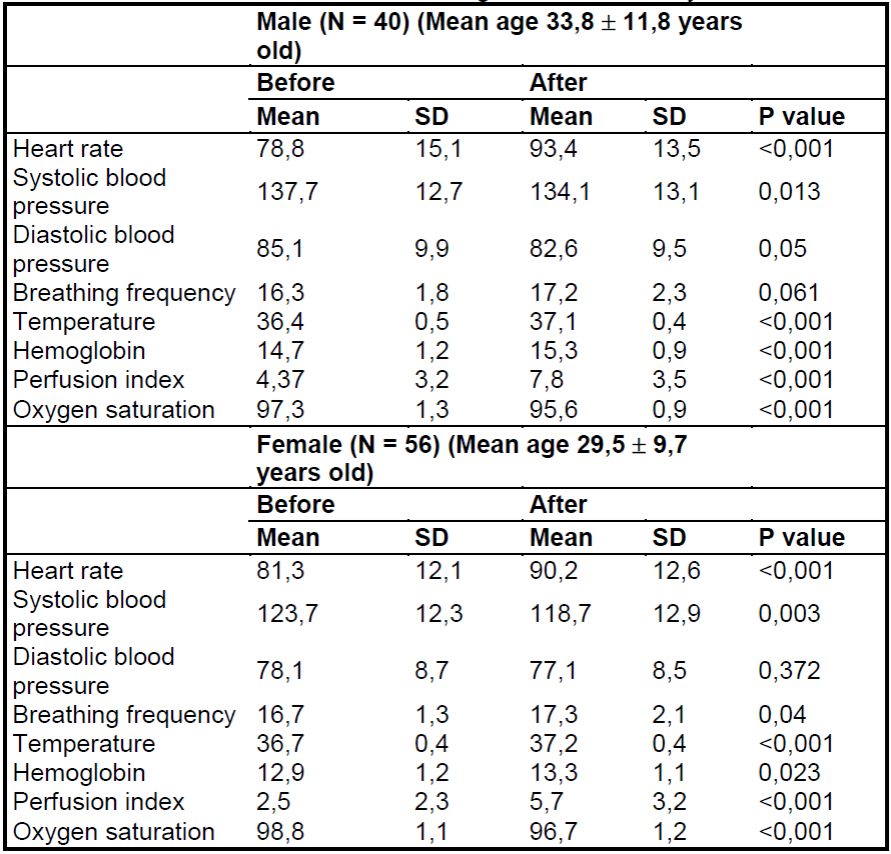 Male (N = 40) (Mean age 33,8 ± 11,8 years
old)
Before After
Mean SD Mean SD P value
Heart rate 78,8 15,1 93,4 13,5 <0,001
Systolic blood
pressure 137,7 12,7 134,1 13,1 0,013
Diastolic blood
pressure 85,1 9,9 82,6 9,5 0,05
Breathing frequency 16,3 1,8 17,2 2,3 0,061
Temperature 36,4 0,5 37,1 0,4 <0,001
Hemoglobin 14,7 1,2 15,3 0,9 <0,001
Perfusion index 4,37 3,2 7,8 3,5 <0,001
Oxygen saturation 97,3 1,3 95,6 0,9 <0,001
Female (N = 56) (Mean age 29,5 ± 9,7
years old)
Before After
Mean SD Mean SD P value
Heart rate 81,3 12,1 90,2 12,6 <0,001
Systolic blood
pressure 123,7 12,3 118,7 12,9 0,003
Diastolic blood
pressure 78,1 8,7 77,1 8,5 0,372
Breathing frequency 16,7 1,3 17,3 2,1 0,04
Temperature 36,7 0,4 37,2 0,4 <0,001
Hemoglobin 12,9 1,2 13,3 1,1 0,023
Perfusion index 2,5 2,3 5,7 3,2 <0,001
Oxygen saturation 98,8 1,1 96,7 1,2 <0,001